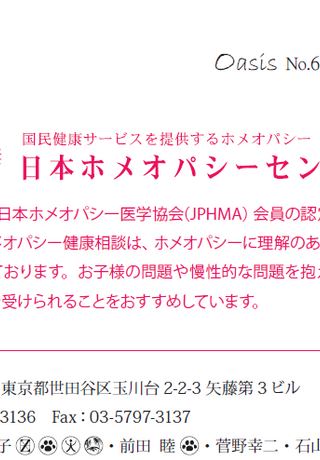 Oasis No.6
国民健康サービスを提供するホメオパシー
日本ホメオパシーセン
日本ホメオパシー医学協会(JPHMA) 会員の認定
オパシー健康相談は、ホメオパシーに理解のあ
ております。お子様の問題や慢性的な問題を抱え
受けられることをおすすめしています。
東京都世田谷区玉川台 2-2-3 矢藤第 3 ビル
3136 Fax : 03-5797-3137
子 Z 火・前田 睦・菅野幸二・石山